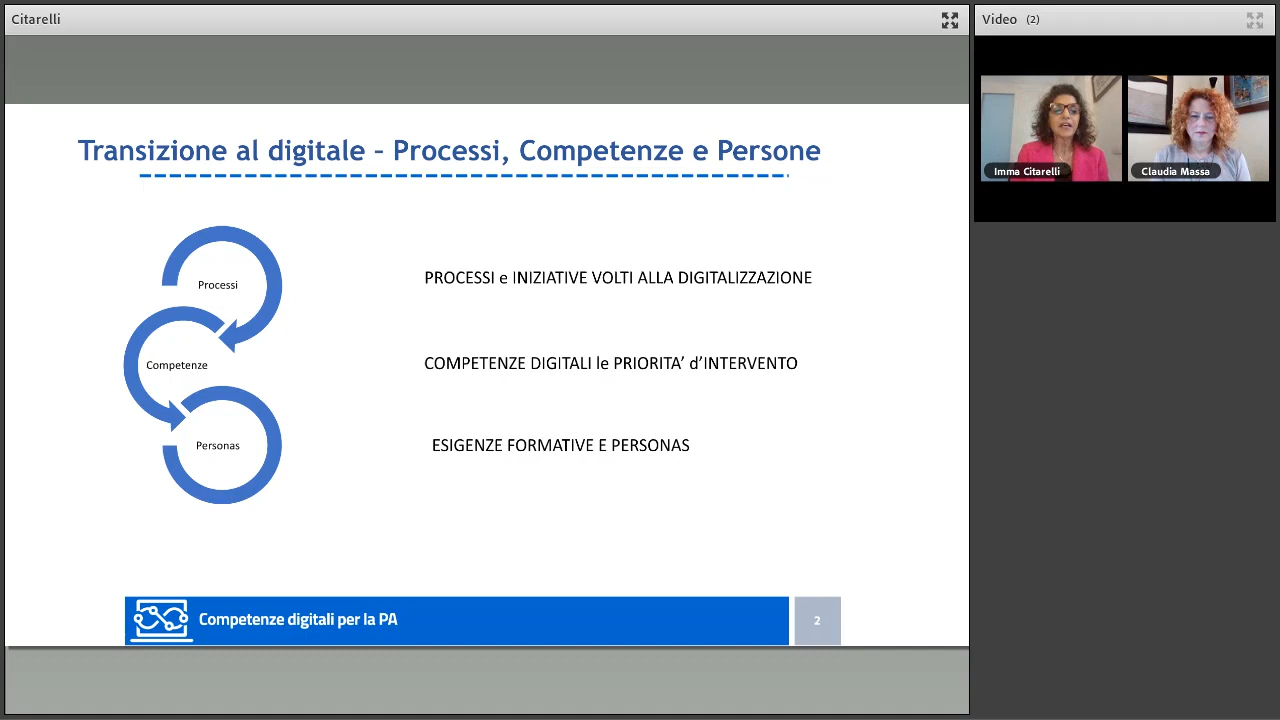 Citarelli
Video (2)
Imma Citarelli
Claudia Massa
Transizione al digitale - Processi, Competenze e Persone
Processi
PROCESSI e INIZIATIVE VOLTI ALLA DIGITALIZZAZIONE
Competenze
COMPETENZE DIGITALI le PRIORITA’ d’INTERVENTO
Personas
ESIGENZE FORMATIVE E PERSONAS
Competenze digitali per la PA
2